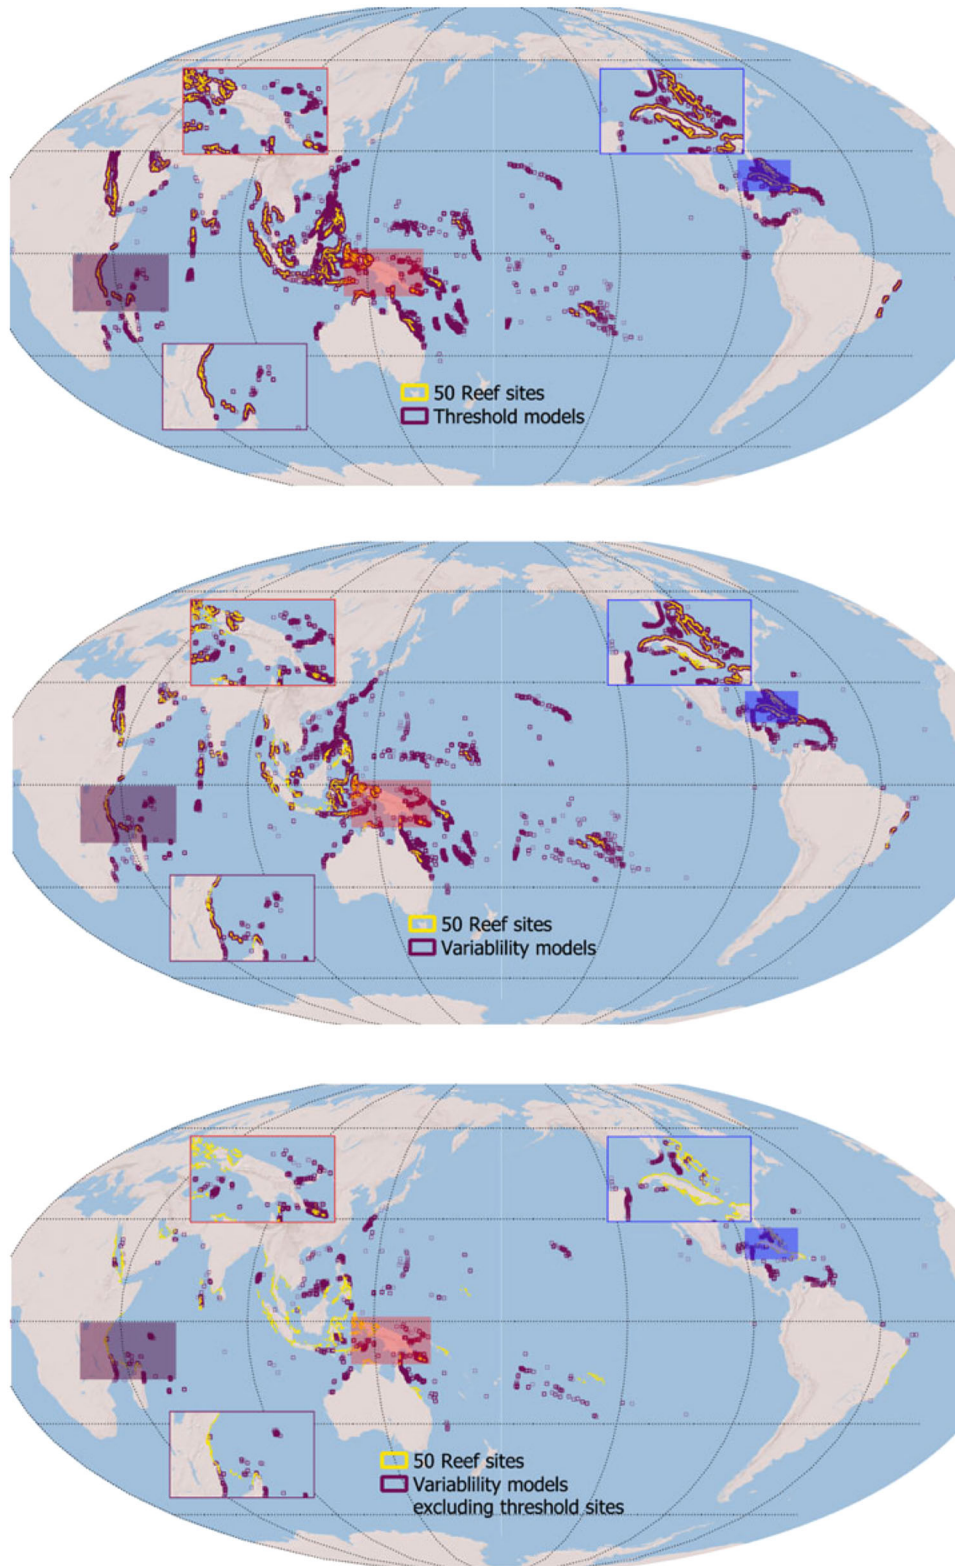 50 Reef sites
Threshold models
50 Reef sites
Variablility models
50 Reef sites
Variablility models
excluding threshold sites